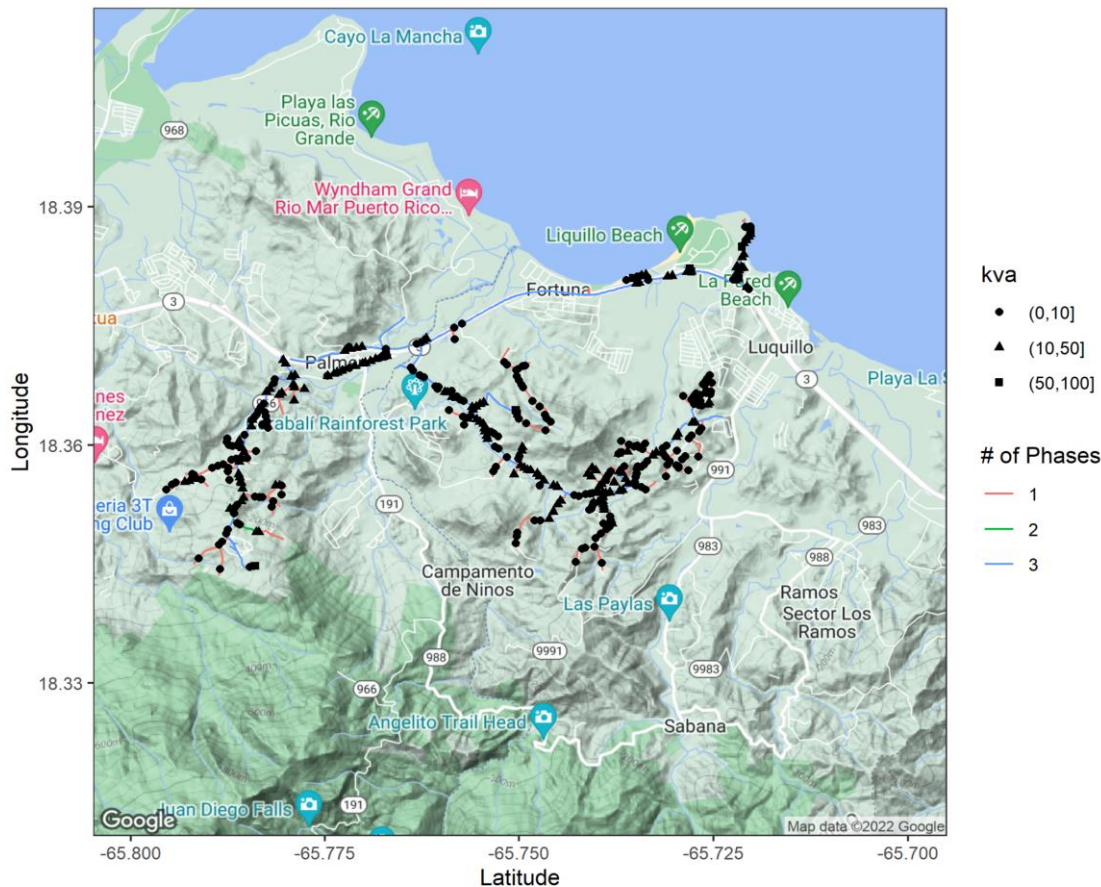 Cayo La Mancha
Playa las
Picuas, Rio
Grande
968
Wyndham Grand
Rio Mar Puerto Rico...
18.39
Liquillo Beach
La Pared
Beach
3
Fortuna
Luquillo
Playa La S
3
18.36
Longitude
Rainforest Park
991
191
eria 3T
ng Club
983
983
988
Campamento
de Ninos
Las Paylas
Ramos
Sector Los
Ramos
988
9991
9983
18.33
966
Angelito Trail Head
Sabana
Juan Diego Falls
191
Google
Map data ©2022 Google
-65.800
-65.775
-65.750
-65.725
-65.700
Latitude
kva
(0,10]
(10,50]
(50,100]
# of Phases
1
2
3